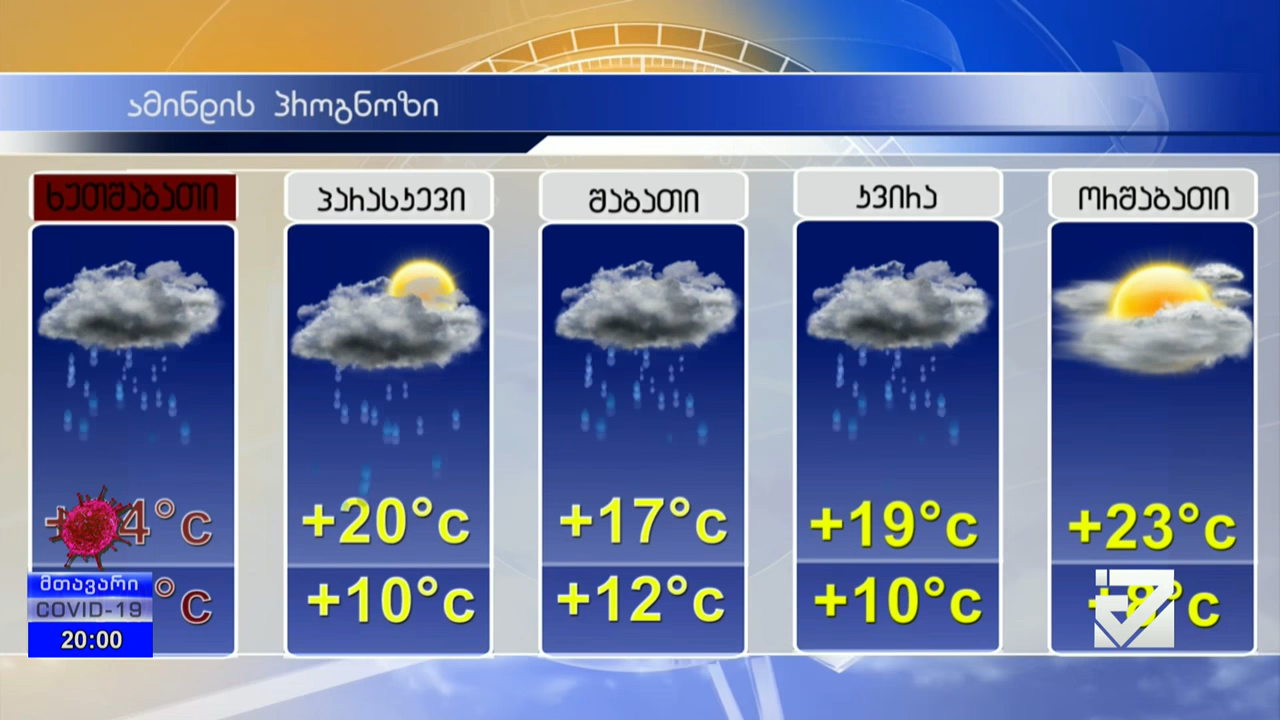 ამინდის პროგნოზი
ხუთშაბათი
პარასკევი
შაბათი
კვირა
ორშაბათი
+20°c
+17°c
+19°c
+23°c
+10°c
+12°c
+10°c
+8°c
მთავარი
COVID-19
20:00